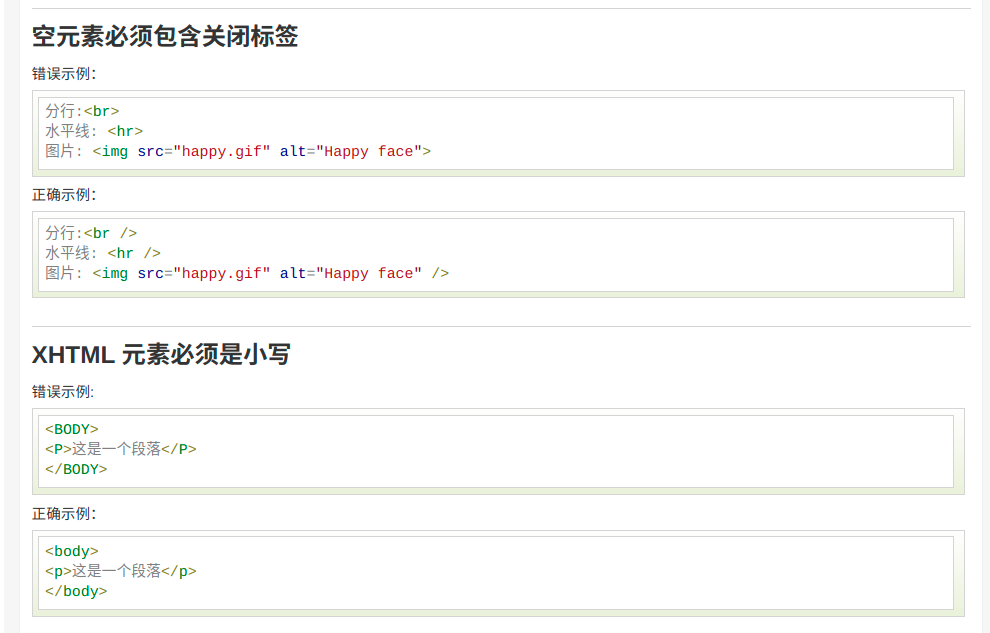 空元素必须包含关闭标签
错误示例：
分行:<br>
水平线: <hr>
图片: <img src="happy.gif" alt="Happy face">
正确示例：
分行:<br />
水平线: <hr />
图片: <img src="happy.gif" alt="Happy face" />
XHTML 元素必须是小写
错误示例:
<BODY>
<P>这是一个段落</P>
</BODY>
正确示例：
<body>
<p>这是一个段落</p>
</body>